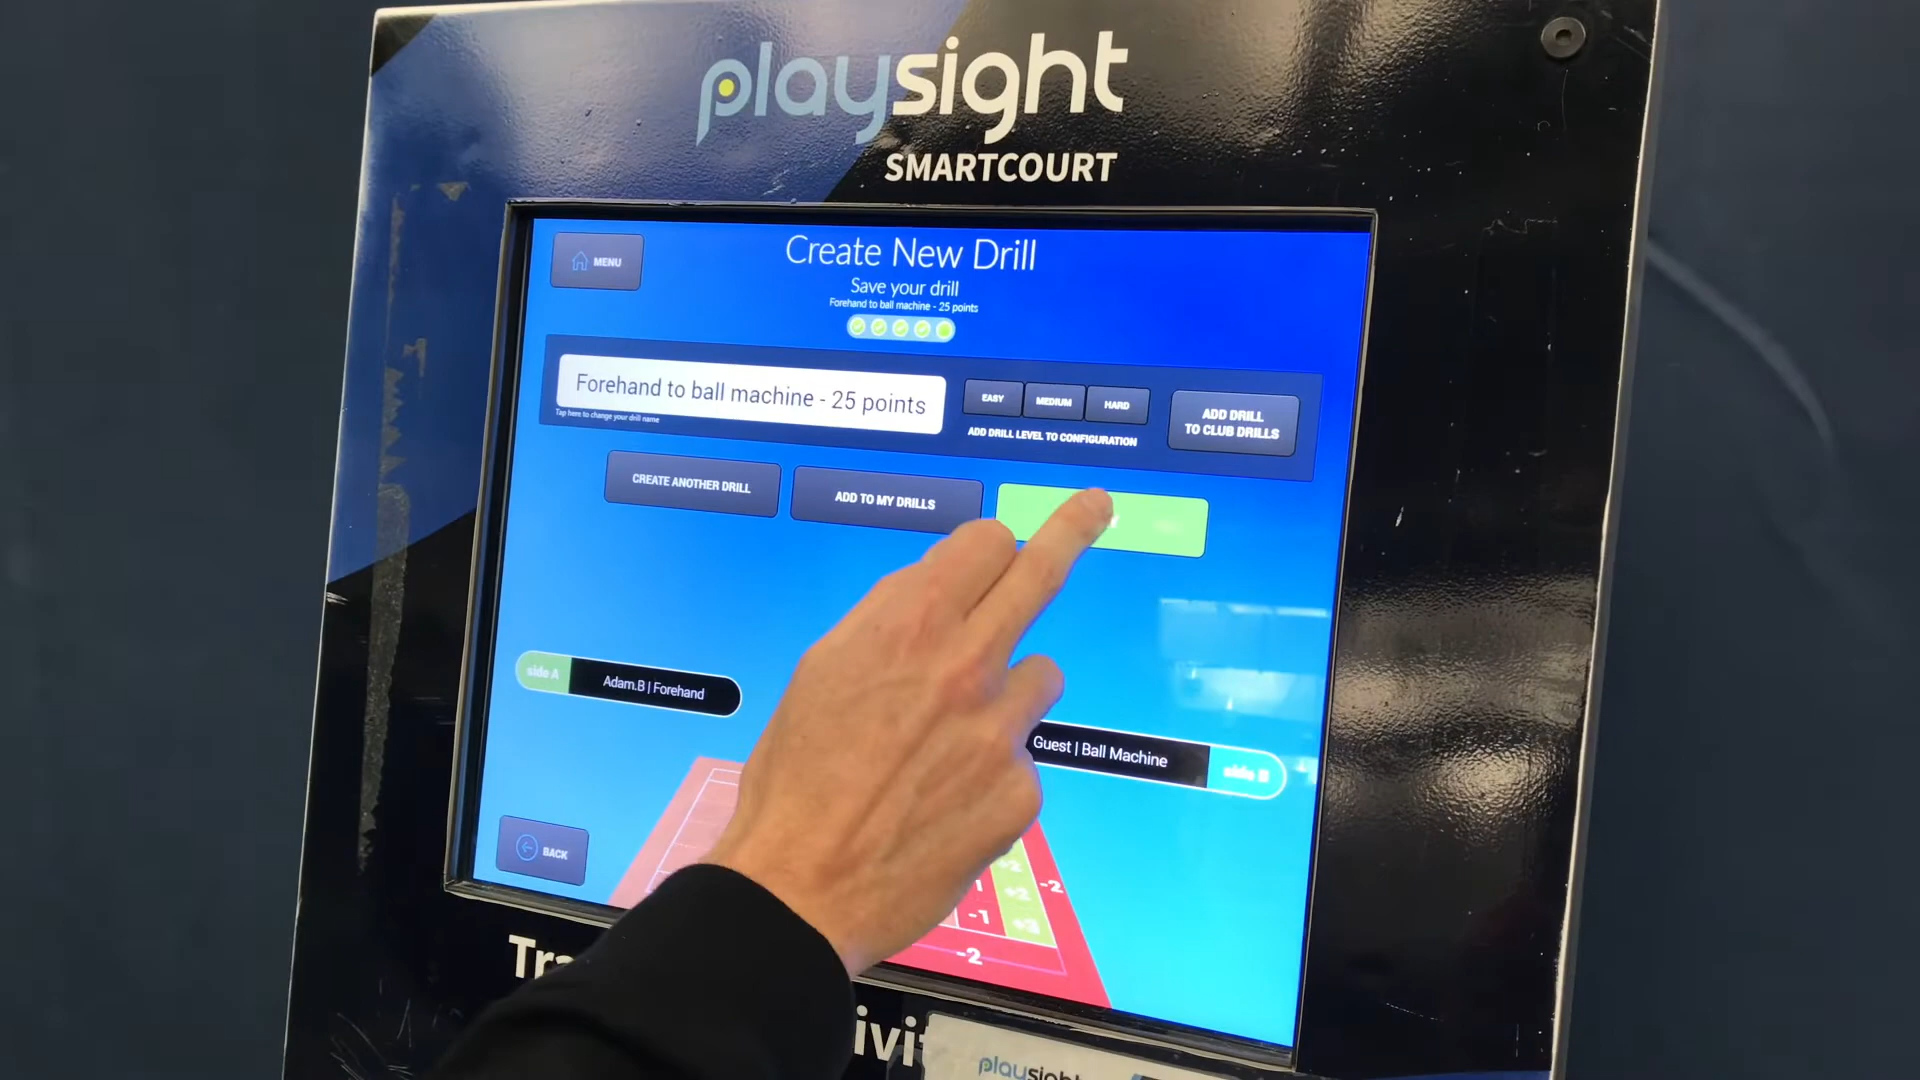 playsight
SMARTCOURT
MENU
Create New Drill
Save your drill
Forehand to ball machine - 25 points
Forehand to ball machine - 25 points
Tap here to change your drill name
EASY
MEDIUM
HARD
ADD DRILL LEVEL TO CONFIGURATION
ADD DRILL
TO CLUB DRILLS
CREATE ANOTHER DRILL
ADD TO MY DRILLS
side A
Adam.B | Forehand
Guest | Ball Machine
side B
BACK
+2
-2
+2
-1
+3
-2
playsight